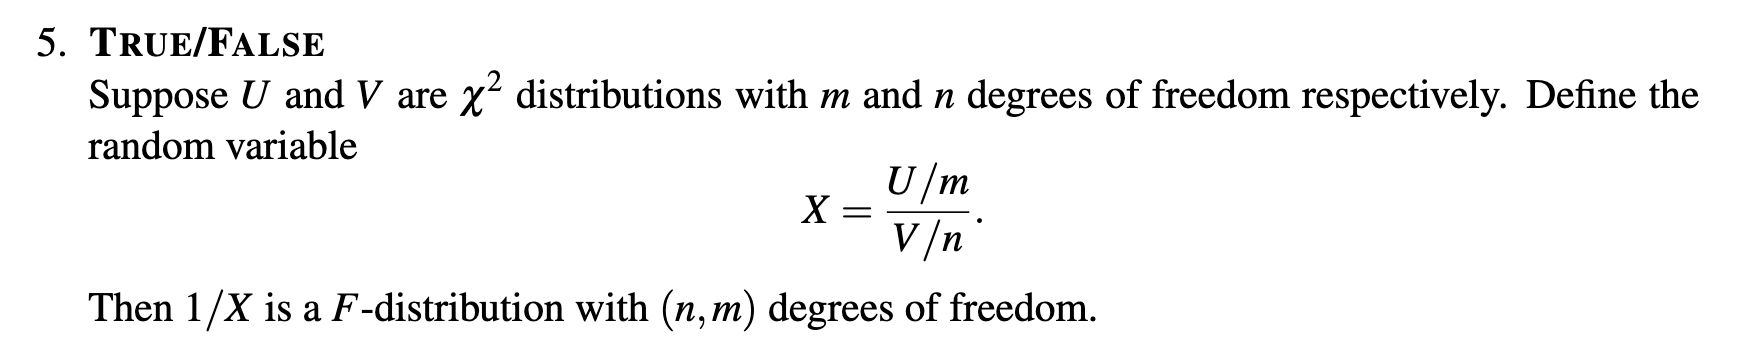 5. TRUE/FALSE
Suppose U and V are χ² distributions with m and n degrees of freedom respectively. Define the
random variable
X = \frac{U/m}{V/n}.
Then 1/X is a F-distribution with (n,m) degrees of freedom.